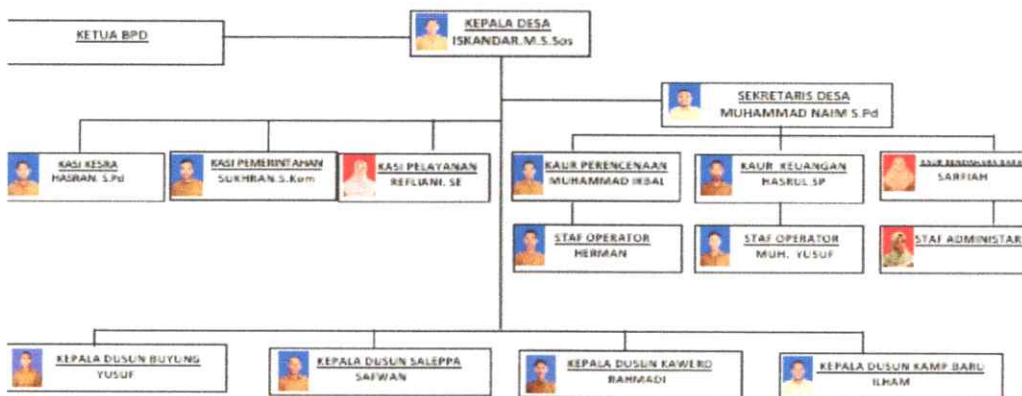 KETUA BPD
KEPALA DESA
ISKANDAR.M.S.Sos
SEKRETARIS DESA
MUHAMMAD NAIM S.Pd
KASI KESRA
HASRAN. S.Pd
KASI PEMERINTAHAN
SUKHRAN.S.Kom
KASI PELAYANAN
REFLIANI. SE
KAUR PERENCENAAN
MUHAMMAD IKBAL
KAUR KEUANGAN
HASRUL.SP
KAUR
SARFIAH
STAF OPERATOR
HERMAN
STAF OPERATOR
MUH. YUSUF
STAF ADMINISTAR
KEPALA DUSUN BUYUNG
YUSUF
KEPALA DUSUN SALEPPA
SAFWAN
KEPALA DUSUN KAWERO
RAHMADI
KEPALA DUSUN KAMP.BARU
ILHAM